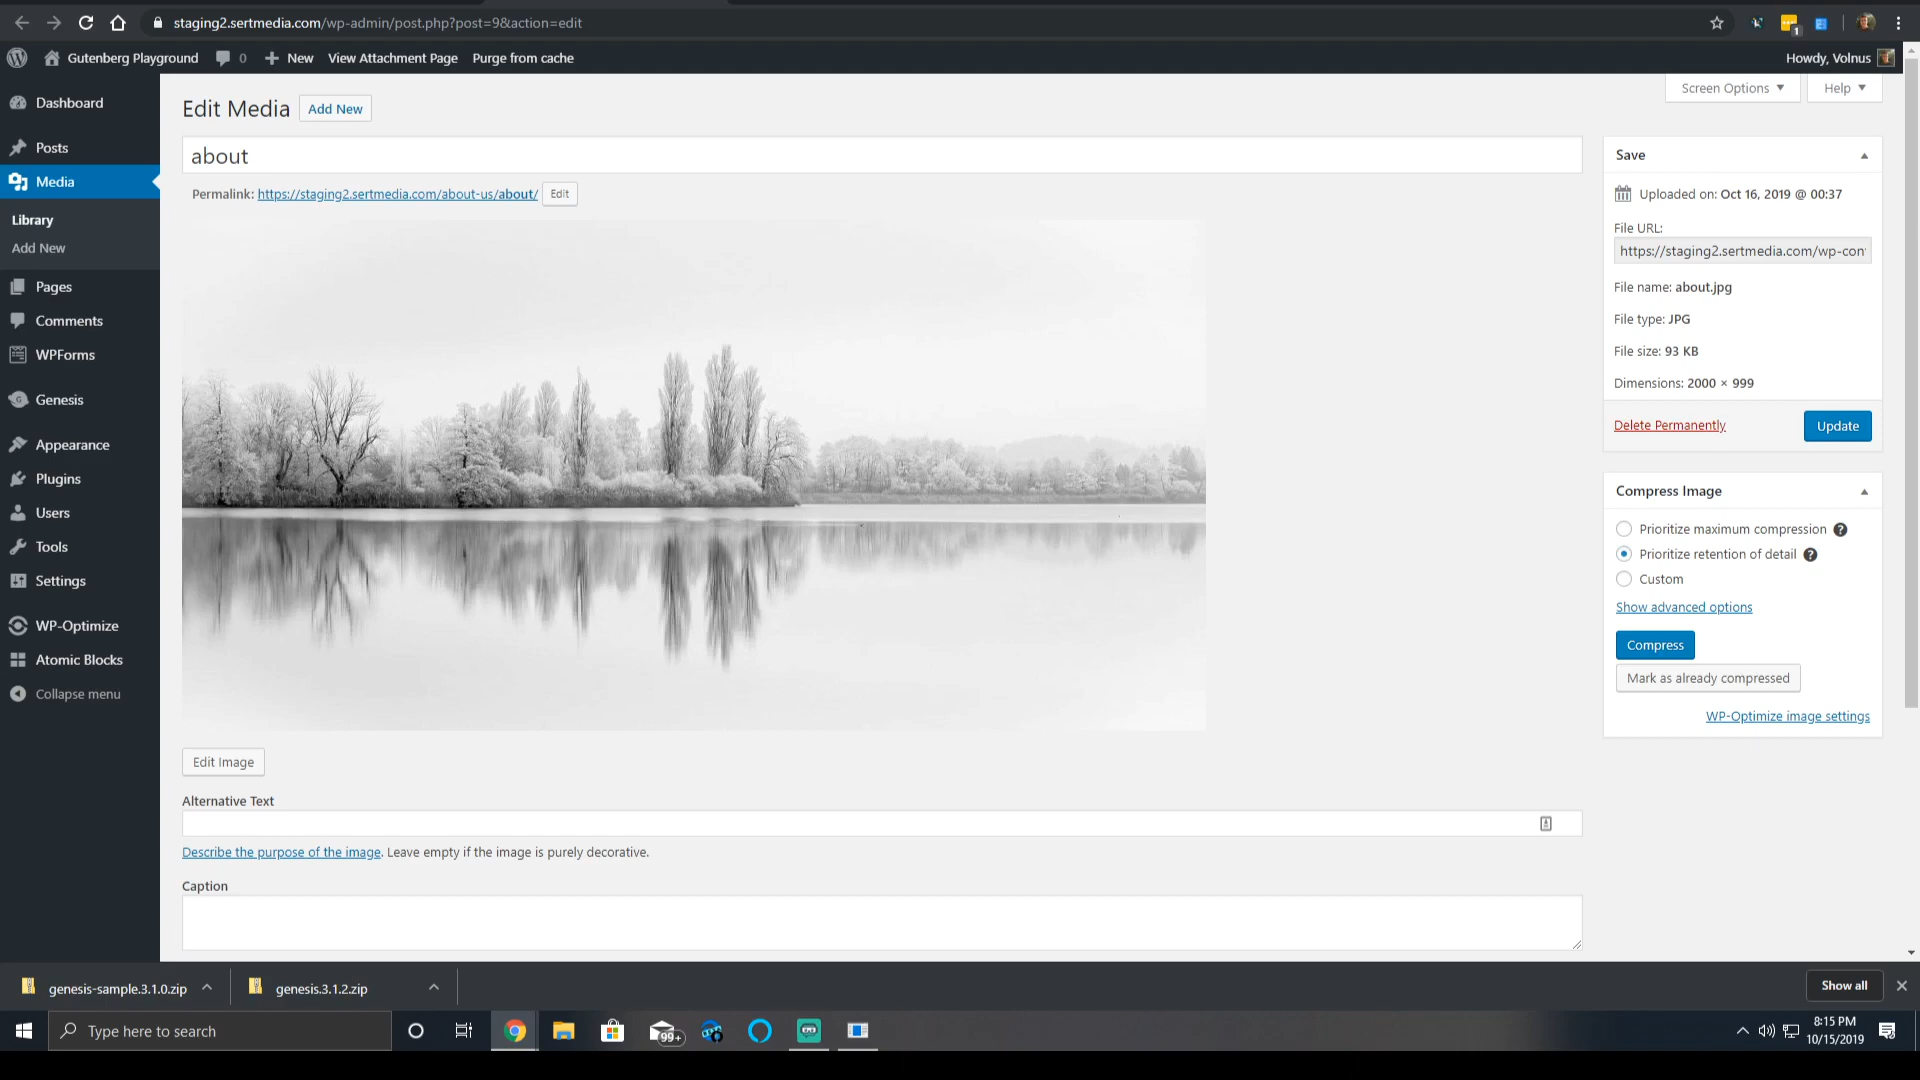 staging2.sertmedia.com/wp-admin/post.php?post=9&action=edit
1
Gutenberg Playground 0 New View Attachment Page Purge from cache Howdy, Volnus
Dashboard
Posts
Media
Library
Add New
Pages
Comments
WPForms
Genesis
Appearance
Plugins
Users
Tools
Settings
WP-Optimize
Atomic Blocks
Collapse menu
Screen Options Help
Edit Media Add New
about
Permalink: https://staging2.sertmedia.com/about-us/about/ Edit
Edit Image
Alternative Text
Describe the purpose of the image. Leave empty if the image is purely decorative.
Caption
Save
Uploaded on: Oct 16, 2019 @ 00:37
File URL:
https://staging2.sertmedia.com/wp-con
File name: about.jpg
File type: JPG
File size: 93 KB
Dimensions: 2000 × 999
Delete Permanently Update
Compress Image
Prioritize maximum compression ?
Prioritize retention of detail ?
Custom
Show advanced options
Compress
Mark as already compressed
WP-Optimize image settings
genesis-sample.3.1.0.zip genesis.3.1.2.zip Show all
Type here to search
99+
8:15 PM
10/15/2019